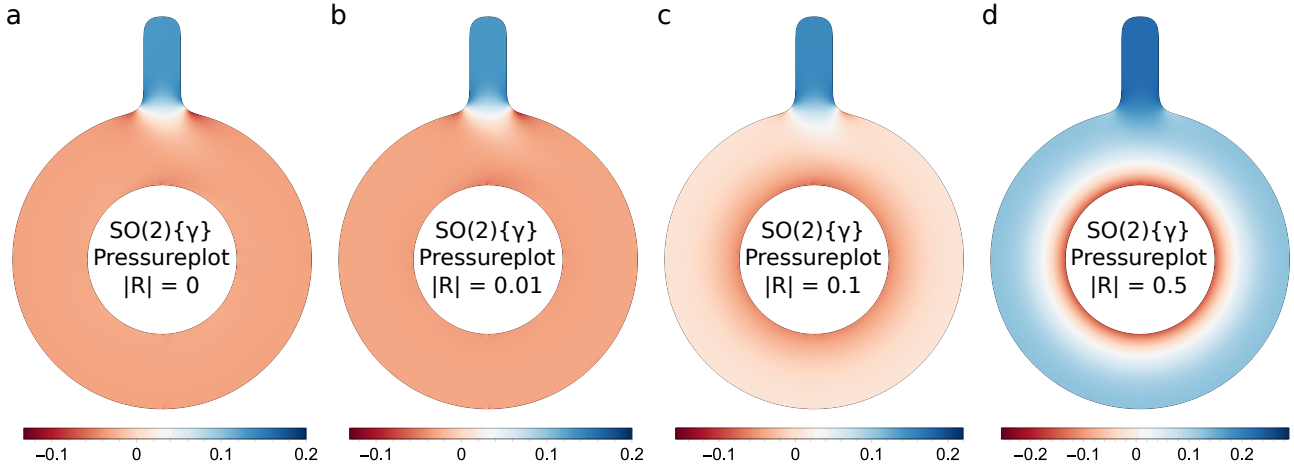 a
b
c
d
SO(2){γ}
Pressureplot
|R| = 0
SO(2){γ}
Pressureplot
|R| = 0.01
SO(2){γ}
Pressureplot
|R| = 0.1
SO(2){γ}
Pressureplot
|R| = 0.5
−0.1 0 0.1 0.2
−0.1 0 0.1 0.2
−0.1 0 0.1 0.2
−0.2 −0.1 0 0.1 0.2